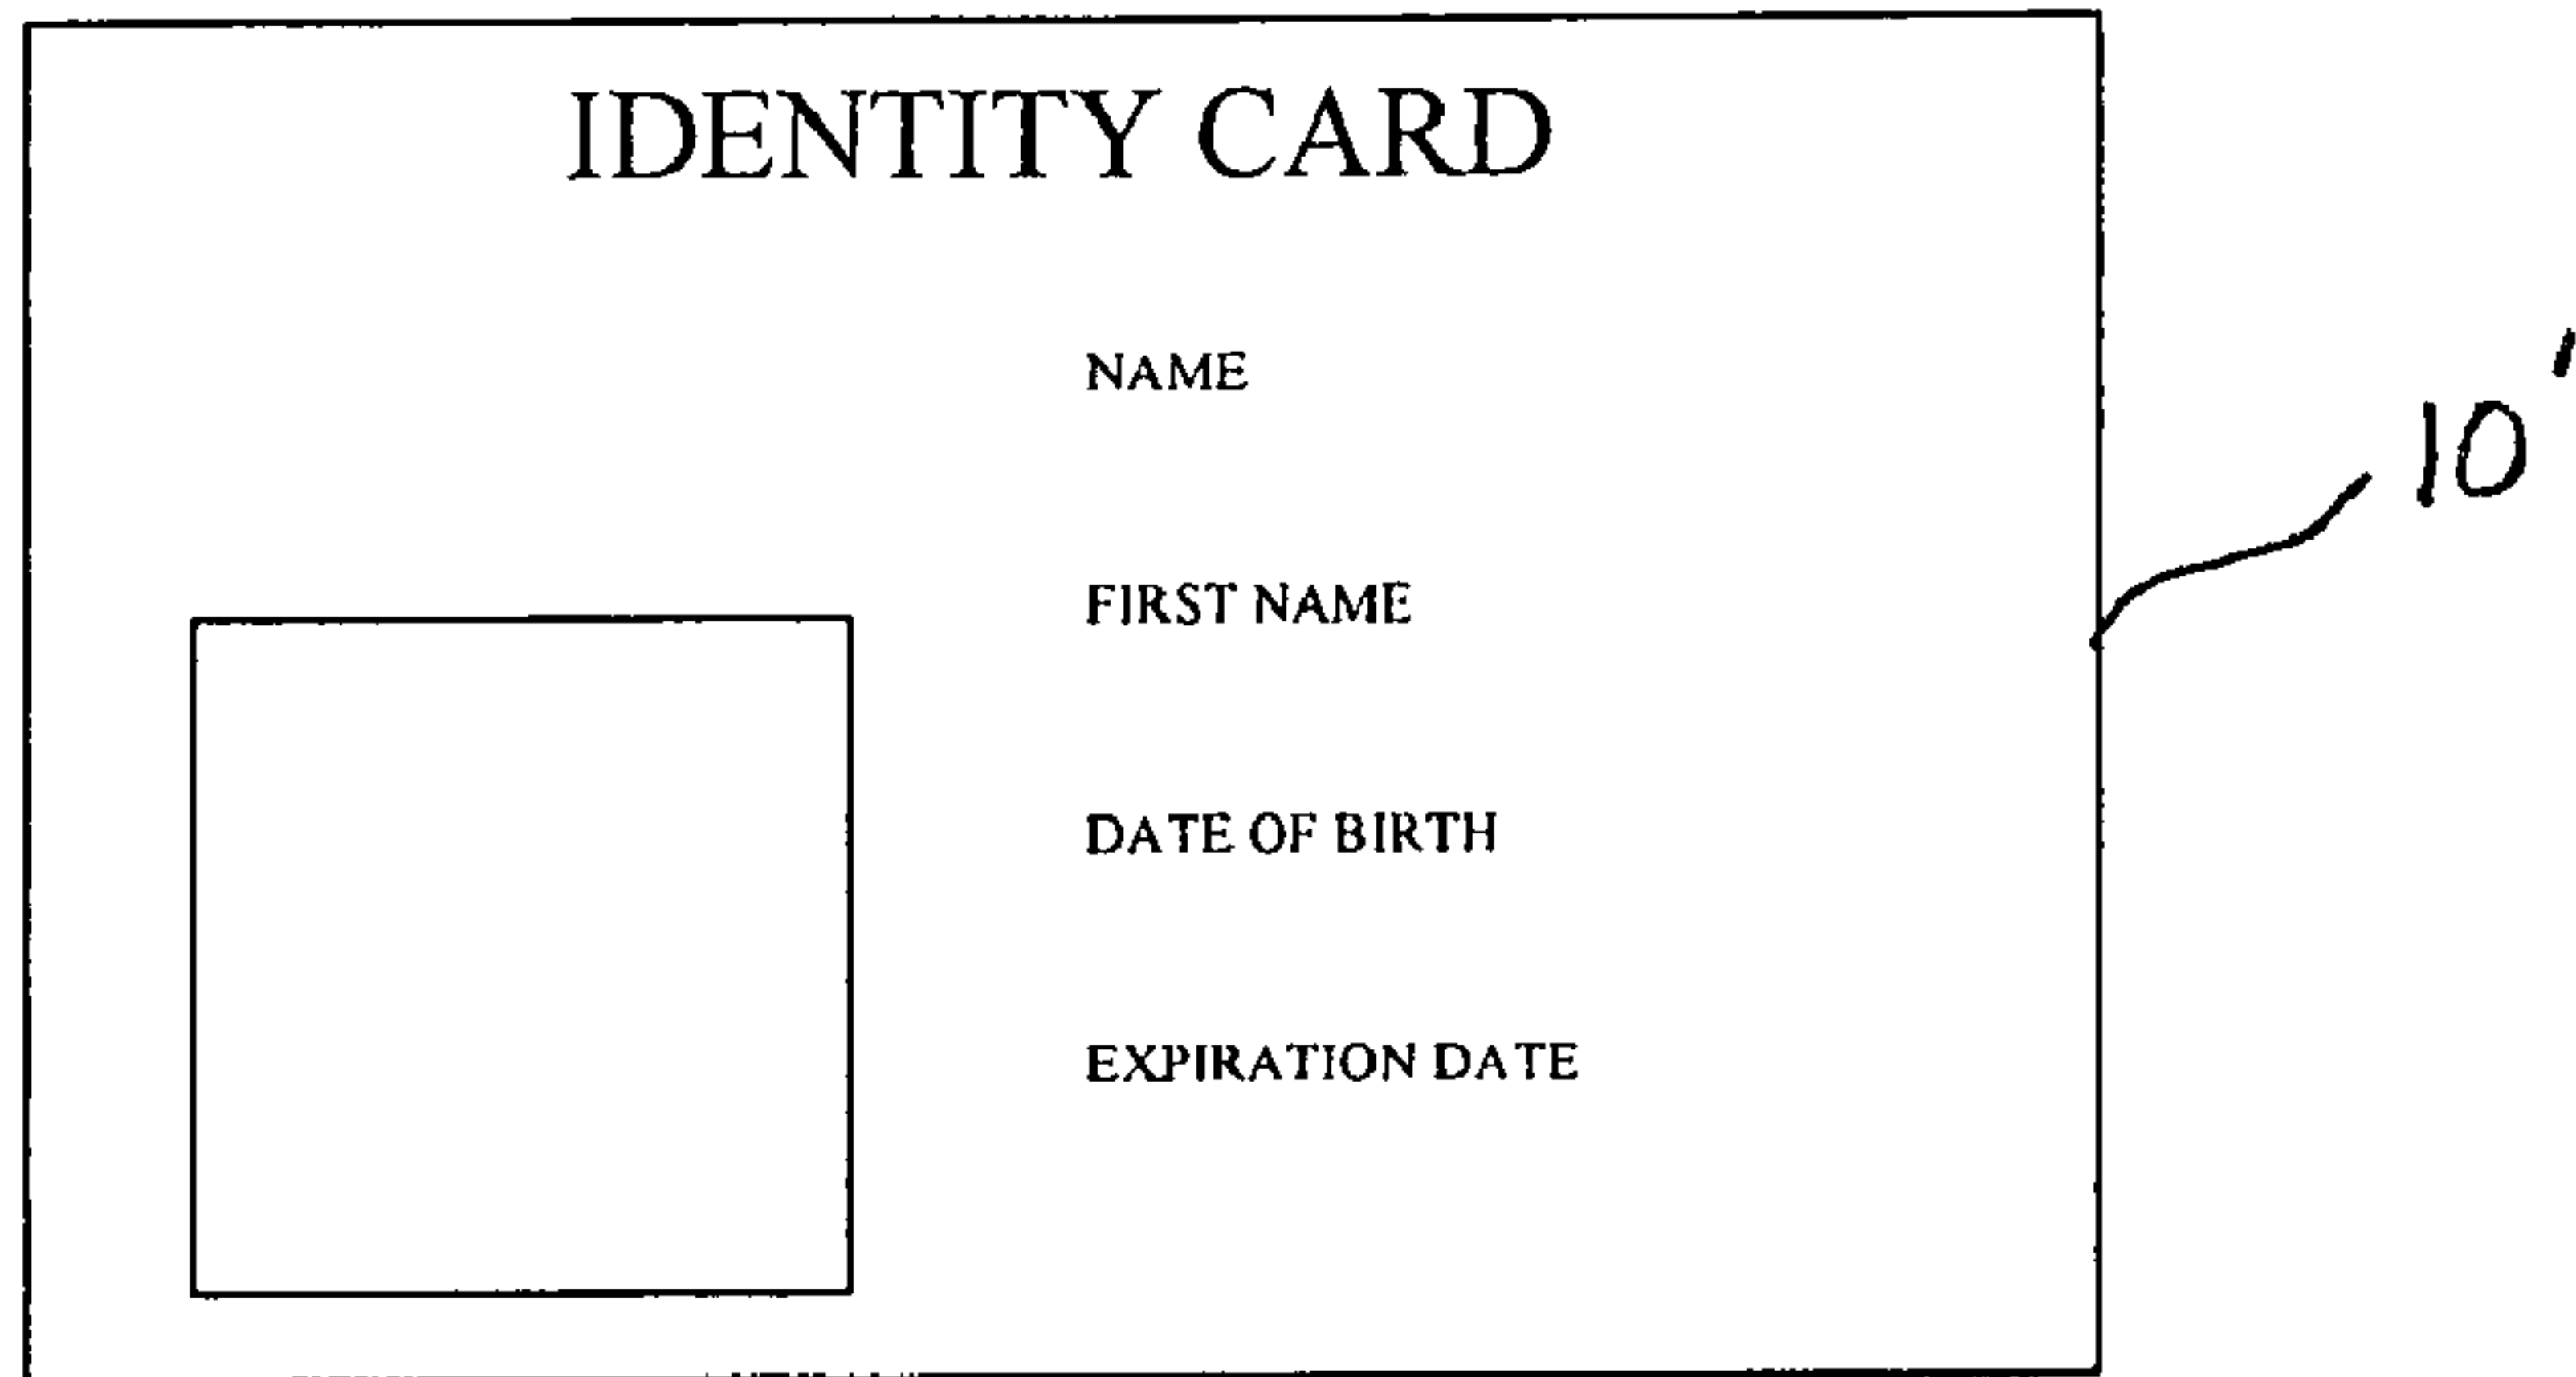 IDENTITY CARD
NAME
10'
FIRST NAME
DATE OF BIRTH
EXPIRATION DATE